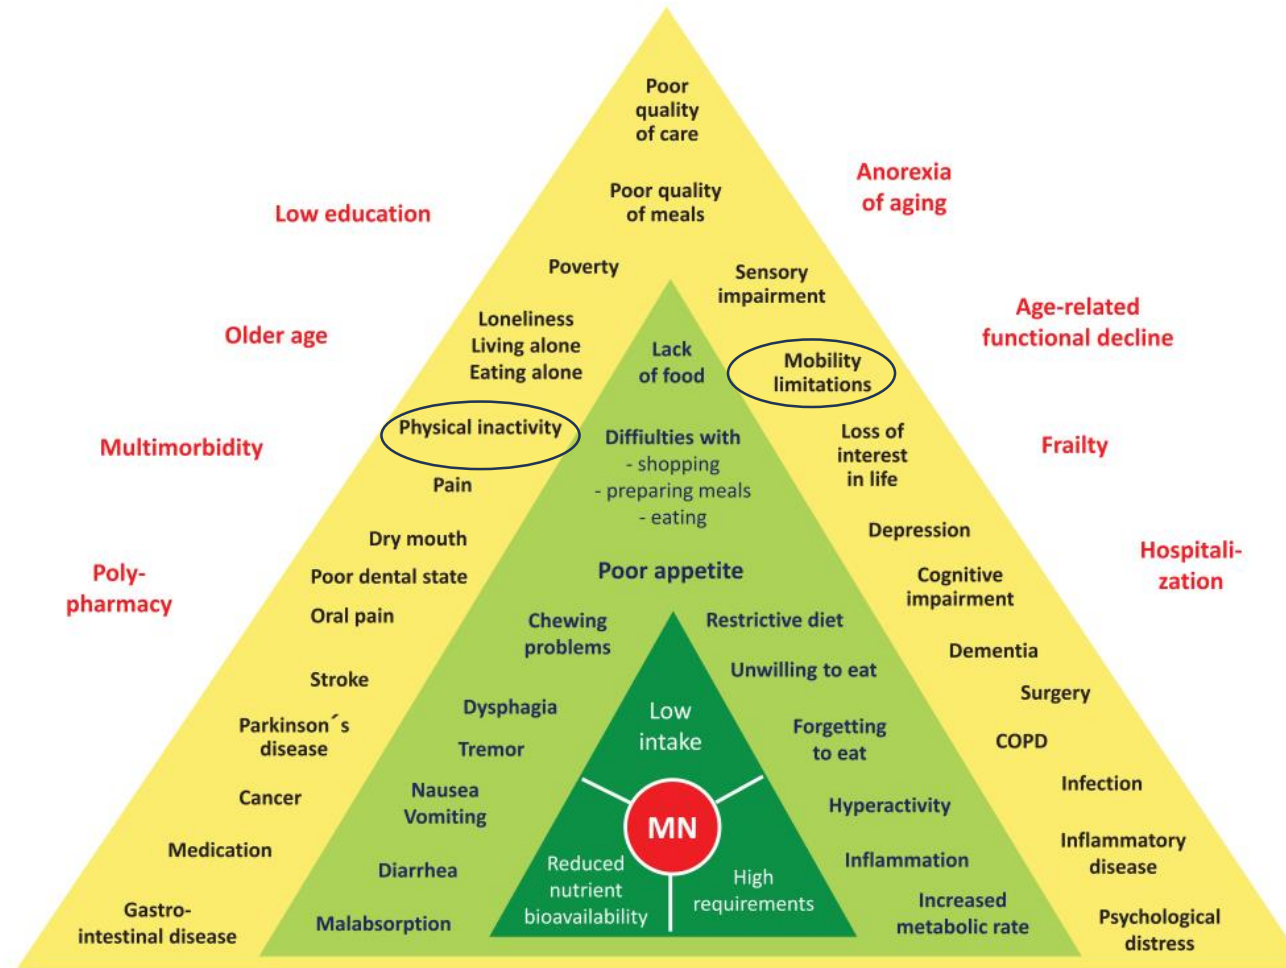 Poor
quality
of care
Poor quality
of meals
Poverty
Sensory
impairment
Loneliness
Living alone
Eating alone
Mobility
limitations
Physical inactivity
Loss of
interest
in life
Pain
Depression
Dry mouth
Poor dental state
Cognitive
impairment
Oral pain
Dementia
Stroke
Surgery
Parkinson´s
disease
COPD
Cancer
Infection
Medication
Inflammatory
disease
Gastro-
intestinal disease
Psychological
distress
Low education
Older age
Multimorbidity
Poly-
pharmacy
Anorexia
of aging
Age-related
functional decline
Frailty
Hospitali-
zation
Lack
of food
Diffiulties with
- shopping
- preparing meals
- eating
Poor appetite
Chewing
problems
Restrictive diet
Unwilling to eat
Dysphagia
Tremor
Forgetting
to eat
Nausea
Vomiting
Hyperactivity
Diarrhea
Inflammation
Malabsorption
Increased
metabolic rate
Low
intake
MN
Reduced
nutrient
bioavailability
High
requirements